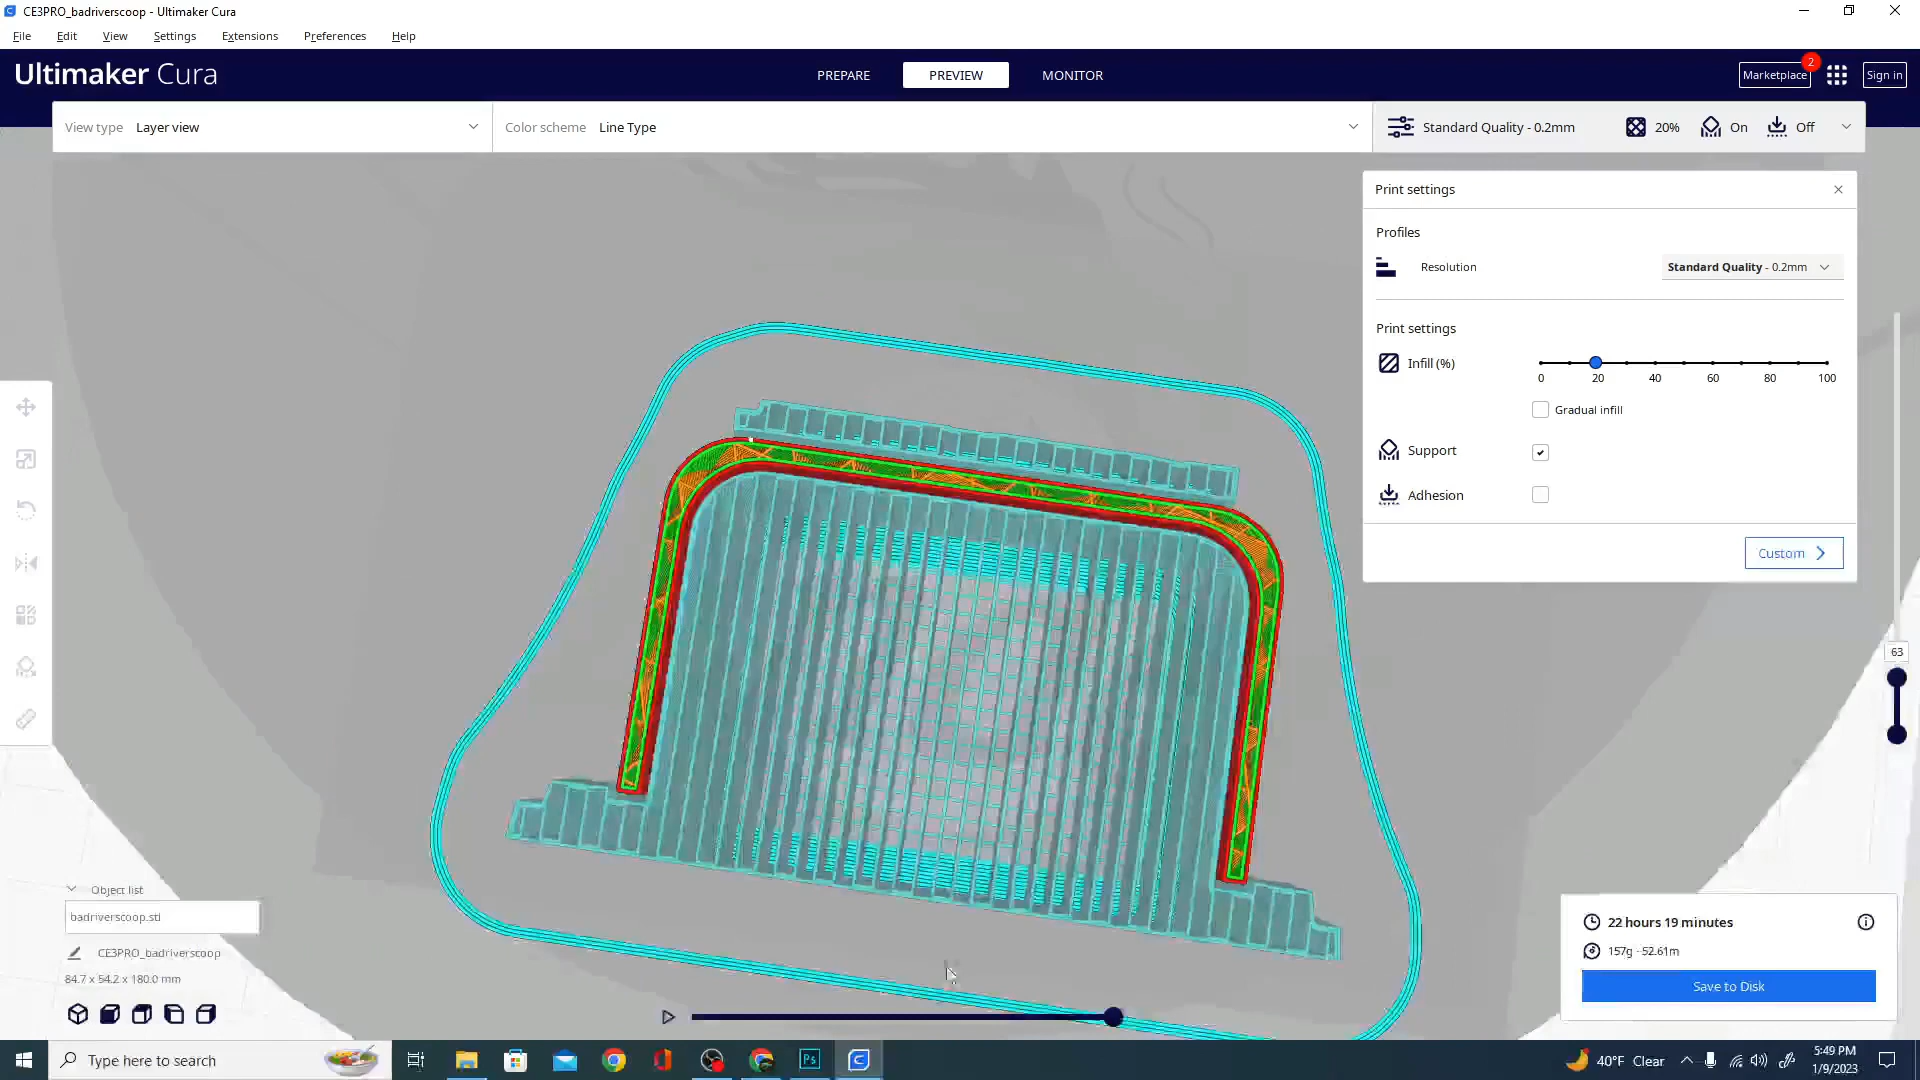 CE3PRO_badriverscoop - Ultimaker Cura
File Edit View Settings Extensions Preferences Help
Ultimaker Cura
PREPARE PREVIEW MONITOR
Marketplace 2 Sign in
View type Layer view
Color scheme Line Type
Standard Quality - 0.2mm 20% On Off
Print settings
Profiles
Resolution Standard Quality - 0.2mm
Print settings
Infill (%)
0 20 40 60 80 100
Gradual infill
Support
Adhesion
Custom
63
Object list
badriverscoop.stl
CE3PRO_badriverscoop
84.7 x 54.2 x 180.0 mm
22 hours 19 minutes
157g · 52.61m
Save to Disk
Type here to search
Ps
40°F Clear
5:49 PM
1/9/2023